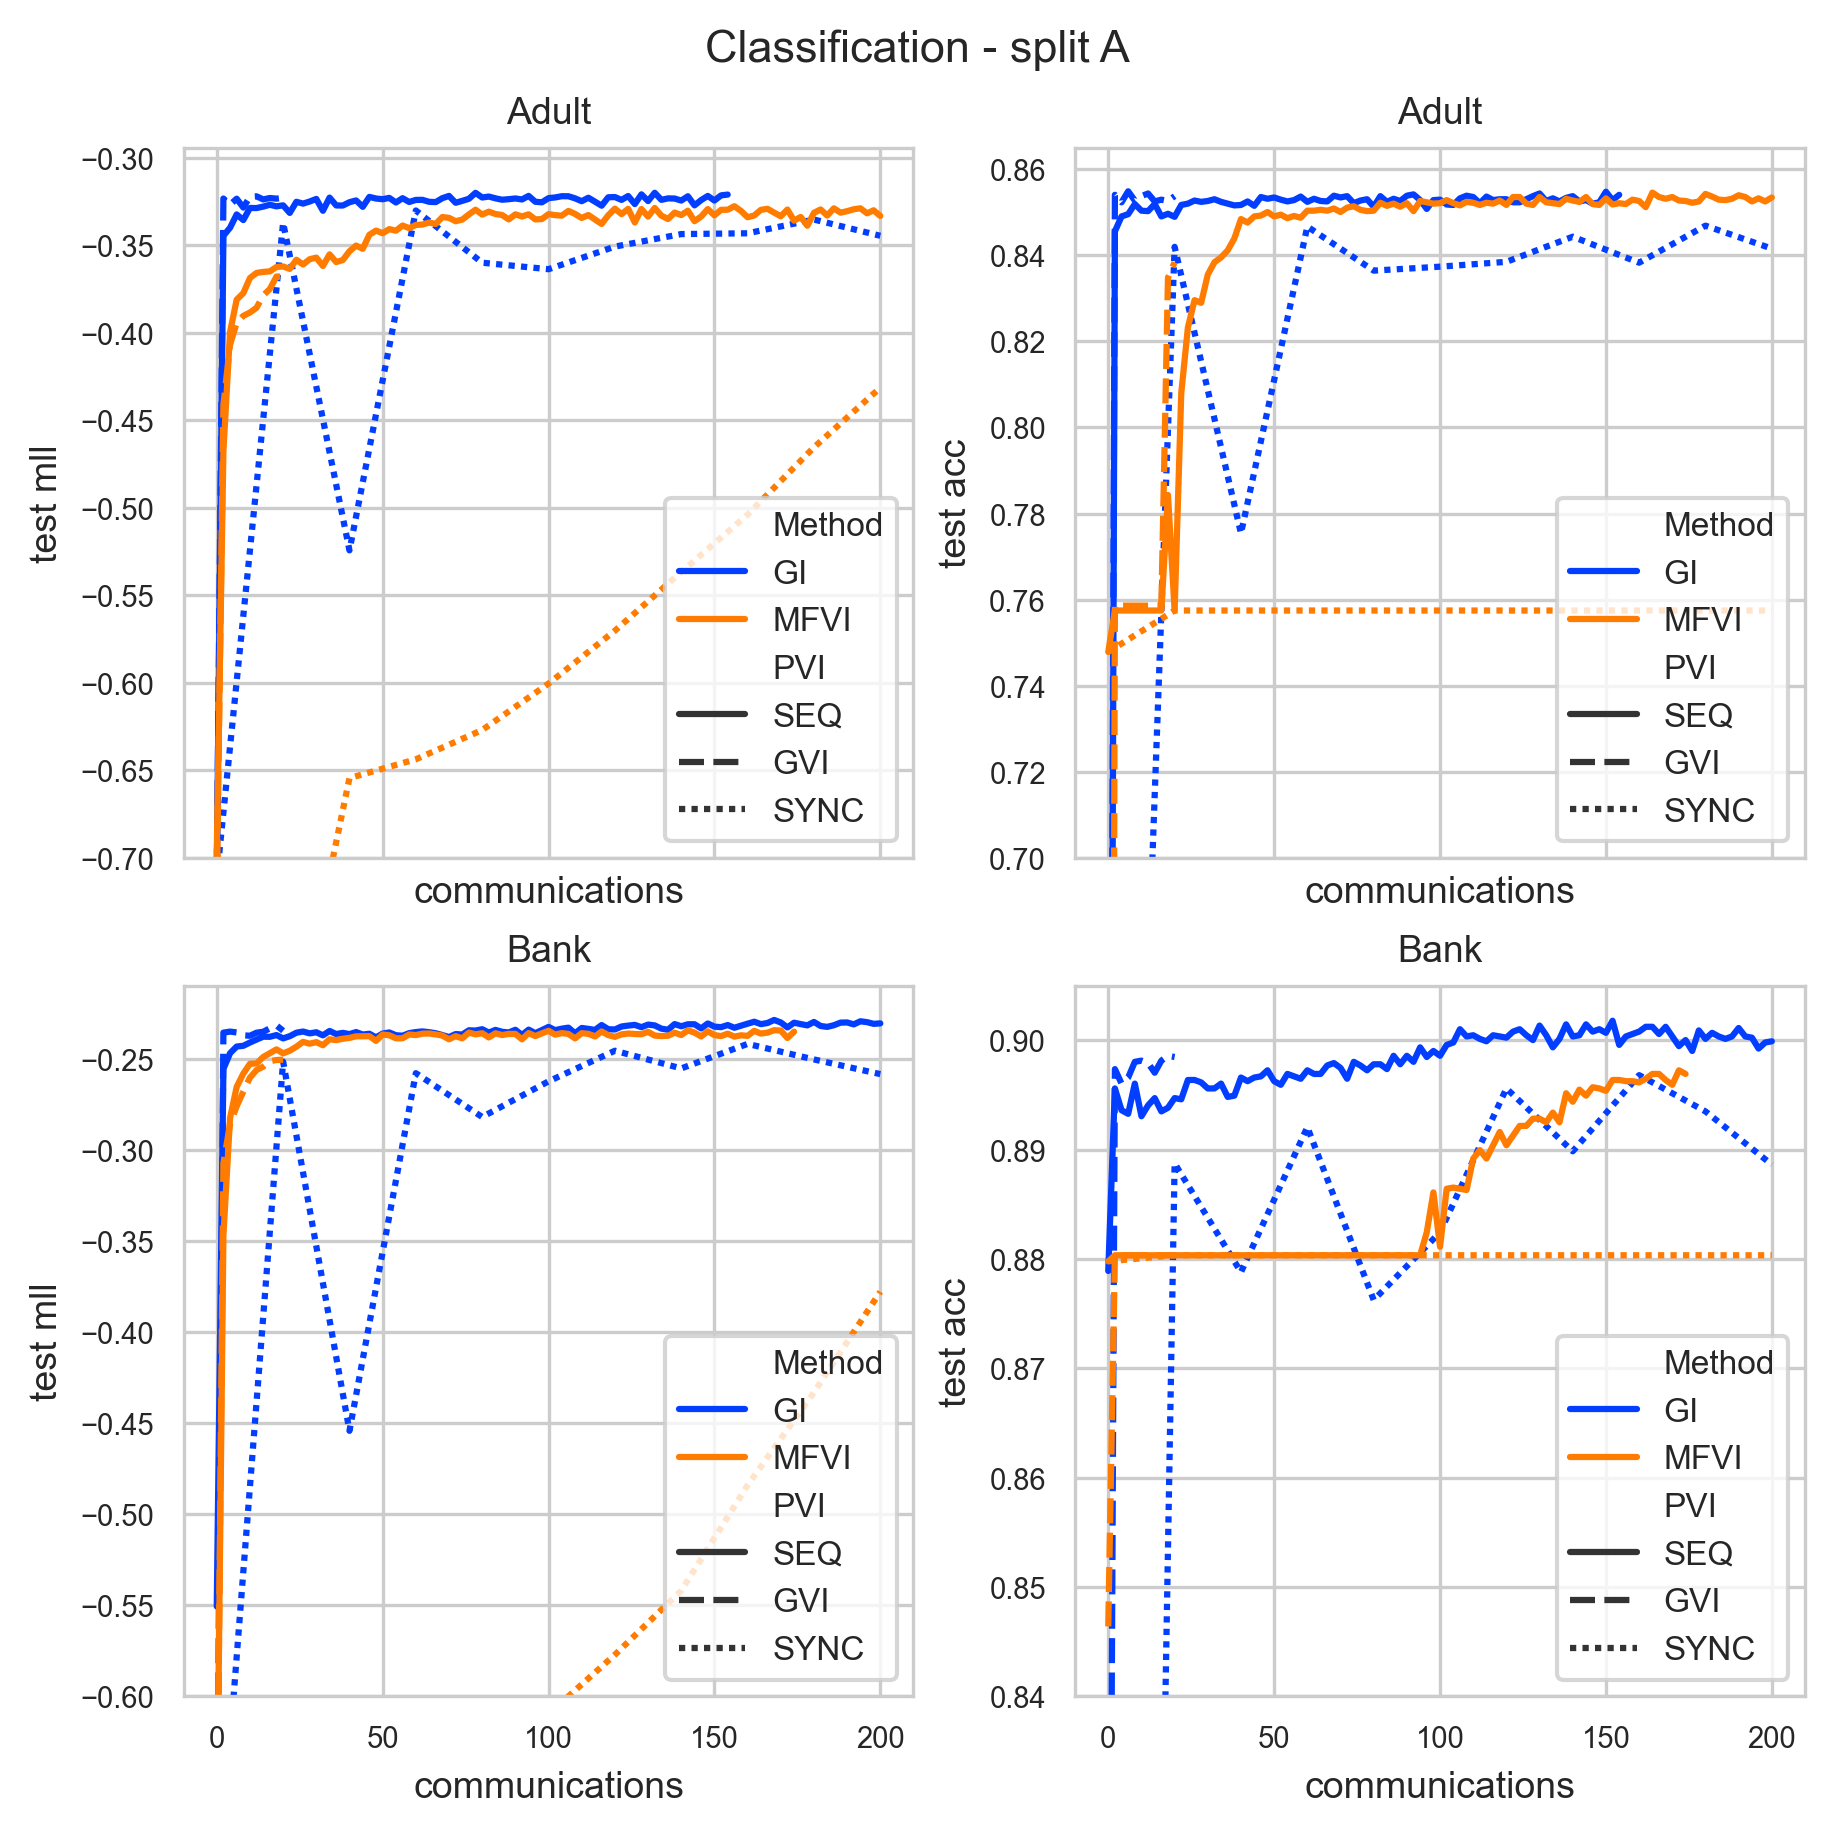 Classification - split A
Adult
−0.30
−0.35
−0.40
−0.45
−0.50
−0.55
−0.60
−0.65
−0.70
test mll
communications
Method
GI
MFVI
PVI
SEQ
GVI
SYNC
Adult
0.86
0.84
0.82
0.80
0.78
0.76
0.74
0.72
0.70
test acc
communications
Method
GI
MFVI
PVI
SEQ
GVI
SYNC
Bank
−0.25
−0.30
−0.35
−0.40
−0.45
−0.50
−0.55
−0.60
test mll
0 50 100 150 200
communications
Method
GI
MFVI
PVI
SEQ
GVI
SYNC
Bank
0.90
0.89
0.88
0.87
0.86
0.85
0.84
test acc
0 50 100 150 200
communications
Method
GI
MFVI
PVI
SEQ
GVI
SYNC